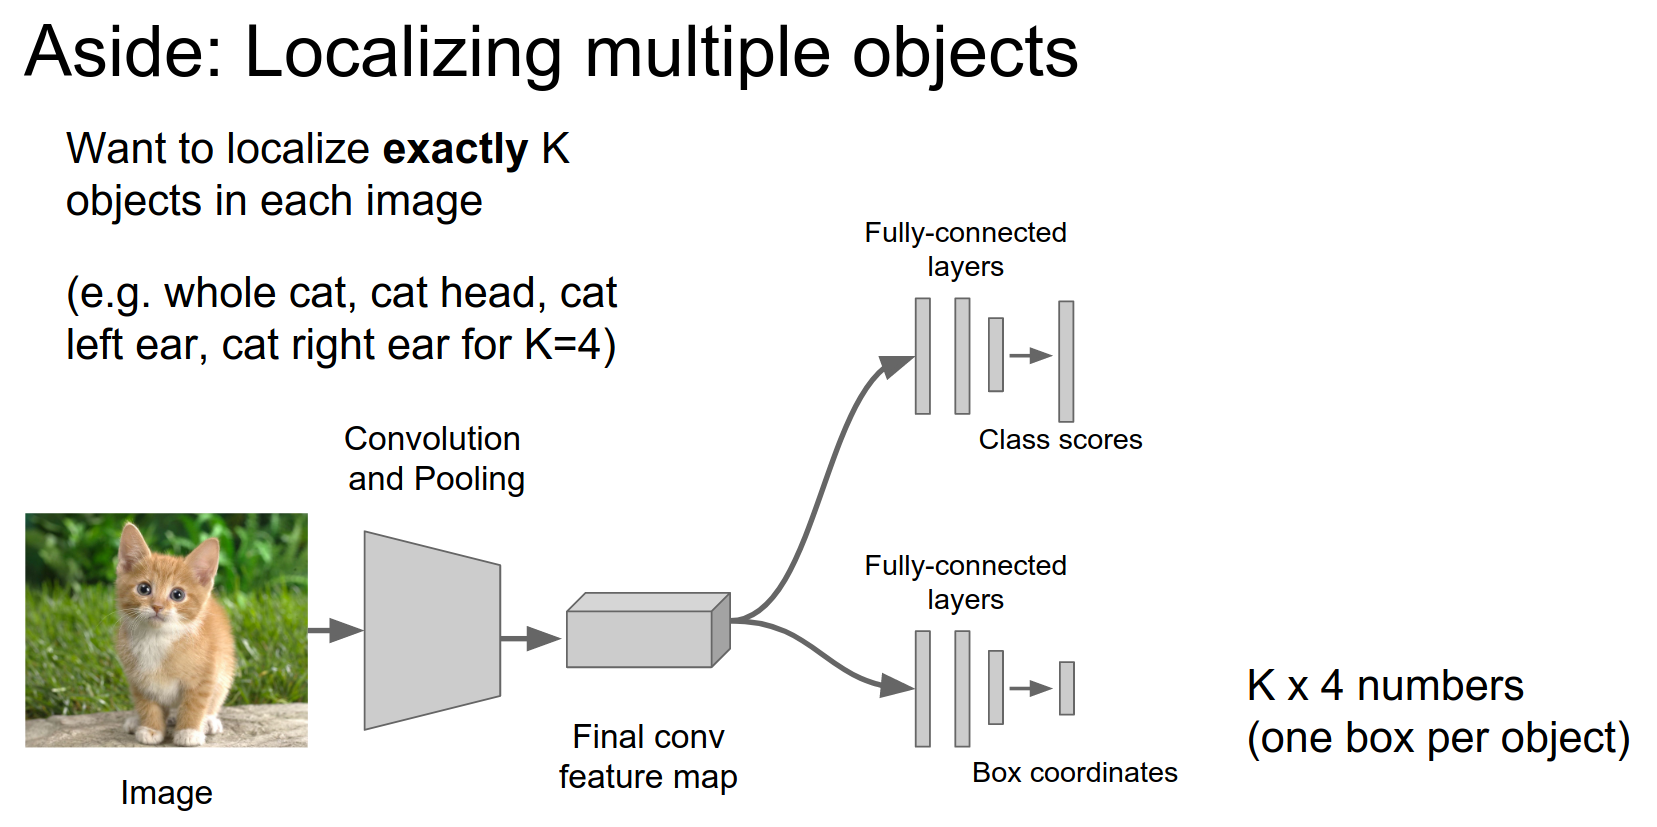 Aside: Localizing multiple objects
Want to localize exactly K
objects in each image
(e.g. whole cat, cat head, cat
left ear, cat right ear for K=4)
Fully-connected
layers
Class scores
Convolution
and Pooling
Fully-connected
layers
Box coordinates
K x 4 numbers
(one box per object)
Final conv
feature map
Image